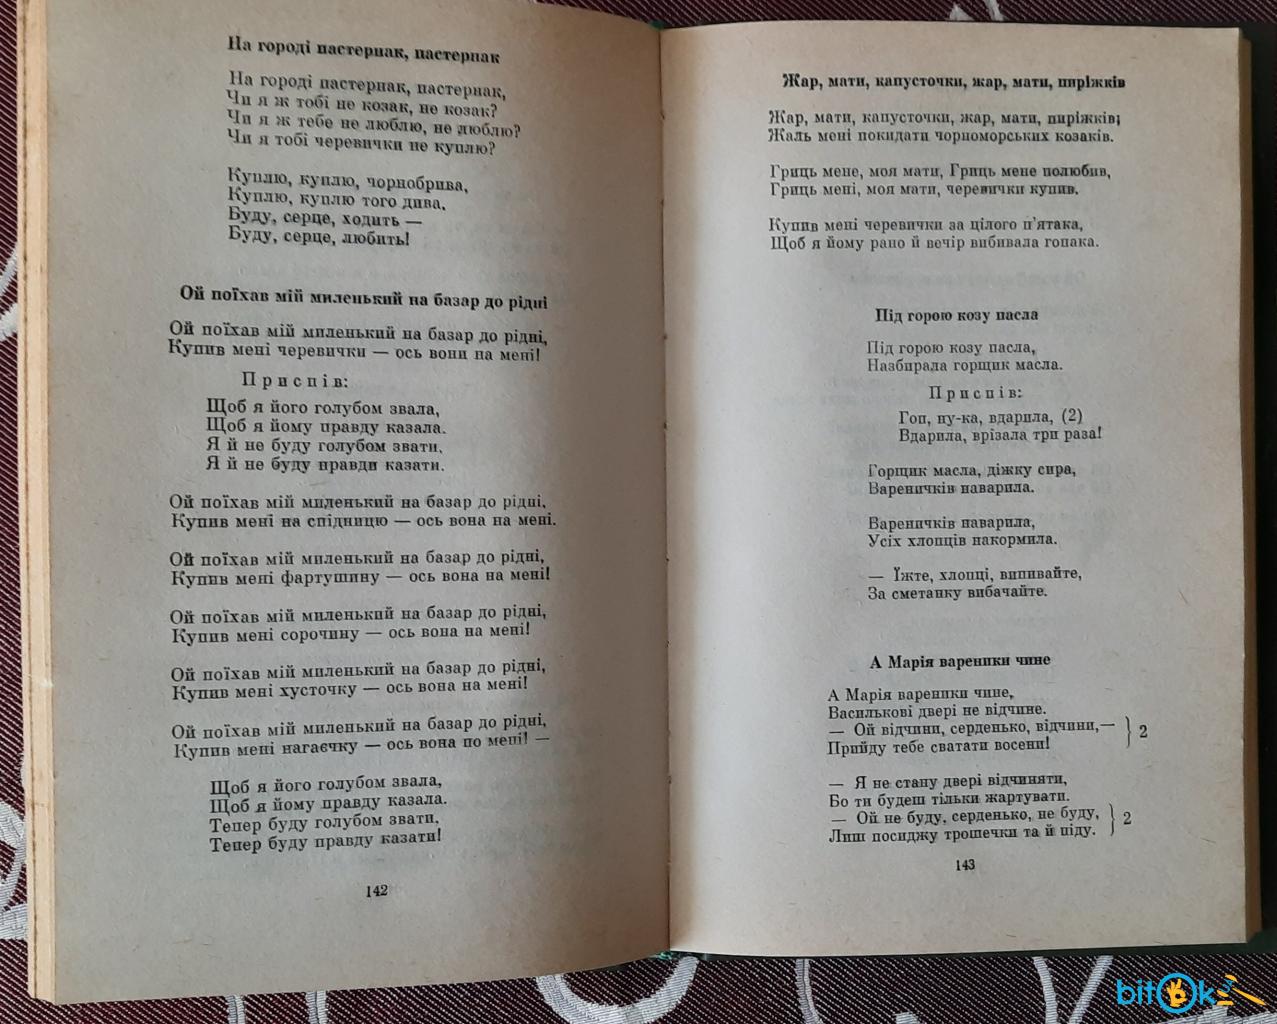 На городі пастернак, пастернак
На городі пастернак, пастернак,
Чи я ж тобі не козак, не козак?
Чи я ж тебе не люблю, не люблю?
Чи я тобі черевички не куплю?
Куплю, куплю, чорнобрива,
Куплю, куплю того дива.
Буду, серце, ходить —
Буду, серце, любить!
Ой поїхав мій миленький на базар до рідні
Ой поїхав мій миленький на базар до рідні,
Купив мені черевички — ось вони на мені!
Приспів:
Щоб я його голубом звала,
Щоб я йому правду казала.
Я й не буду голубом звати,
Я й не буду правди казати.
Ой поїхав мій миленький на базар до рідні,
Купив мені на спідницю — ось вона на мені.
Ой поїхав мій миленький на базар до рідні,
Купив мені фартушину — ось вона на мені!
Ой поїхав мій миленький на базар до рідні,
Купив мені сорочину — ось вона на мені!
Ой поїхав мій миленький на базар до рідні,
Купив мені хусточку — ось вона на мені!
Ой поїхав мій миленький на базар до рідні,
Купив мені нагаєчку — ось вона по мені! —
Щоб я його голубом звала,
Щоб я йому правду казала.
Тепер буду голубом звати,
Тепер буду правду казати!
142
Жар, мати, капусточки, жар, мати, пиріжків
Жар, мати, капусточки, жар, мати, пиріжків;
Жаль мені покидати чорноморських козаків.
Гриць мене, моя мати, Гриць мене полюбив,
Гриць мені, моя мати, черевички купив.
Купив мені черевички за цілого п'ятака,
Щоб я йому рано й вечір вибивала гопака.
Під горою козу пасла
Під горою козу пасла,
Назбирала горщик масла.
Приспів:
Гоп, ну-ка, вдарила, (2)
Вдарила, врізала три раза!
Горщик масла, діжку сира,
Вареничків наварила.
Вареничків наварила,
Усіх хлопців накормила.
— Їжте, хлопці, випивайте,
За сметанку вибачайте.
А Марія вареники чине
А Марія вареники чине,
Василькові двері не відчине.
— Ой відчини, серденько, відчини,—
Прийду тебе сватати восени! } 2
— Я не стану двері відчиняти,
Бо ти будеш тільки жартувати.
— Ой не буду, серденько, не буду,
Лиш посиджу трошечки та й піду. } 2
143
bitok